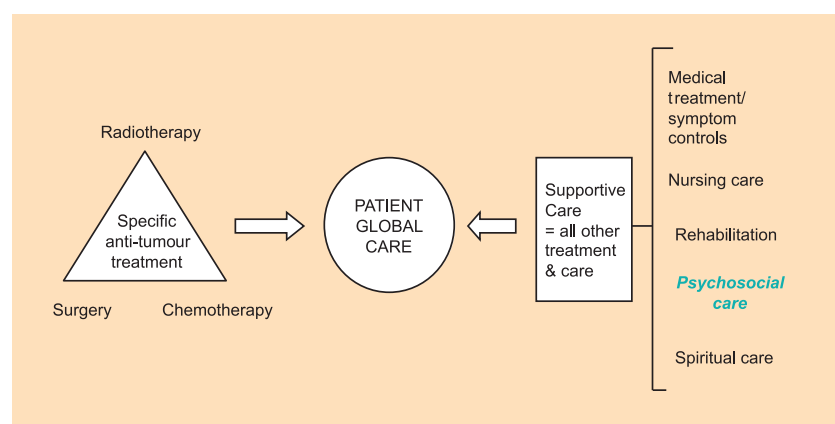 Radiotherapy
Specific
anti-tumour
treatment
Surgery
Chemotherapy
PATIENT
GLOBAL
CARE
Supportive
Care
= all other
treatment
& care
Medical
treatment/
symptom
controls
Nursing care
Rehabilitation
Psychosocial
care
Spiritual care